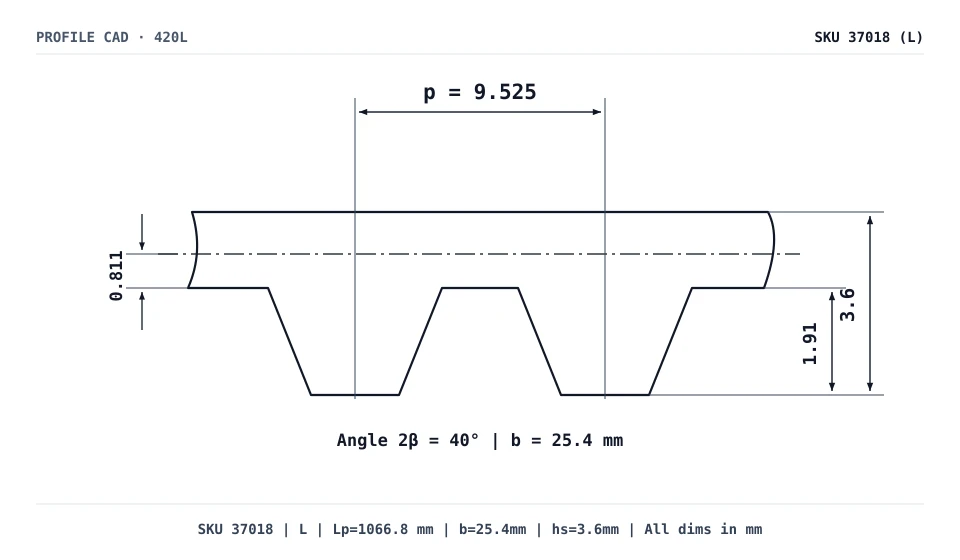 PROFILE CAD · 420L
SKU 37018 (L)
p = 9.525
0.811
3.6
1.91
Angle 2β = 40° | b = 25.4 mm
SKU 37018 | L | Lp=1066.8 mm | b=25.4mm | hs=3.6mm | All dims in mm